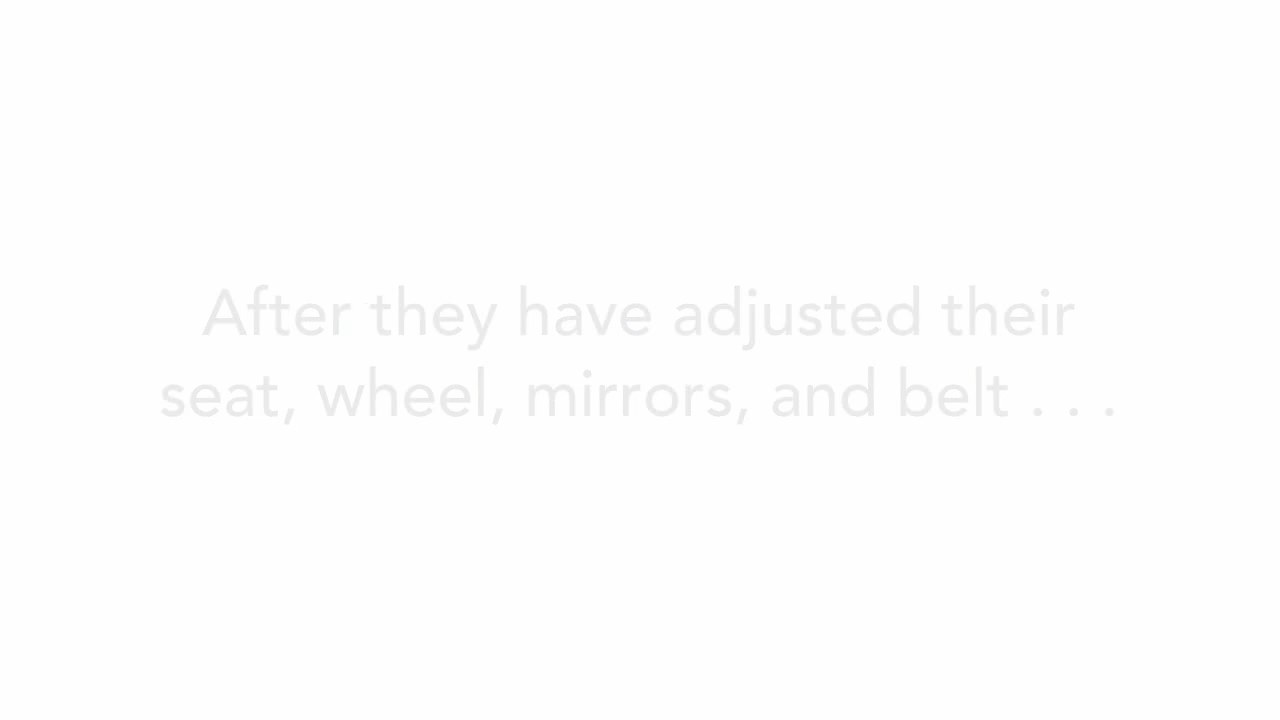 After they have adjusted their
seat, wheel, mirrors, and belt . . .